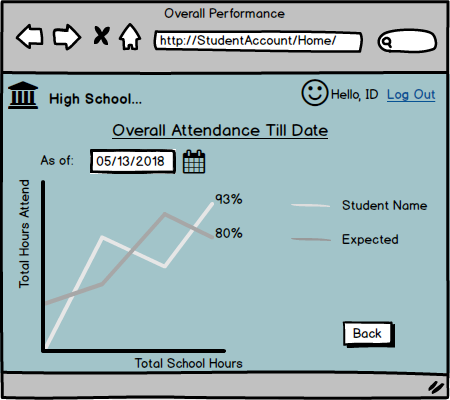 Overall Performance
http://StudentAccount/Home/
High School...
Hello, ID Log Out
Overall Attendance Till Date
As of: 05/13/2018
Total Hours Attend
93%
80%
Student Name
Expected
Back
Total School Hours